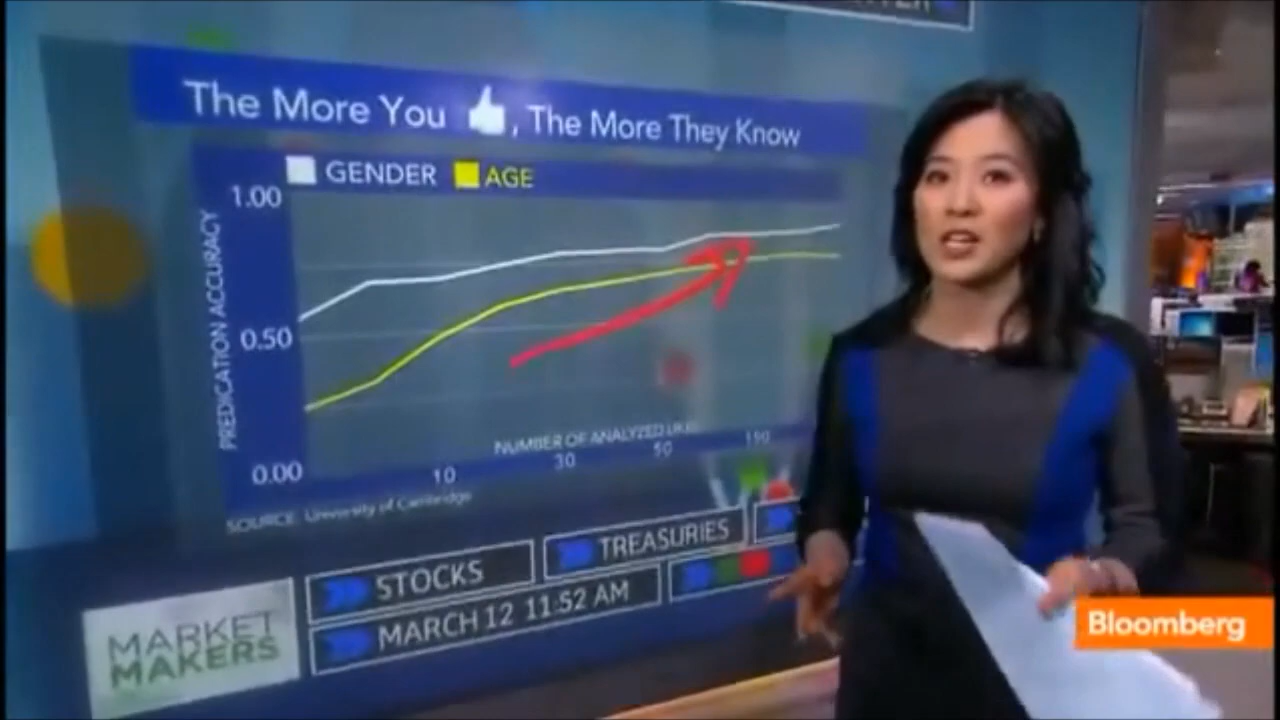 The More You , The More They Know
GENDER AGE
1.00
0.50
0.00
PREDICATION ACCURACY
NUMBER OF ANALYZED
10 30 50 150
SOURCE: University of Cambridge
STOCKS
TREASURIES
MARCH 12 11:52 AM
MARKET
MAKERS
Bloomberg